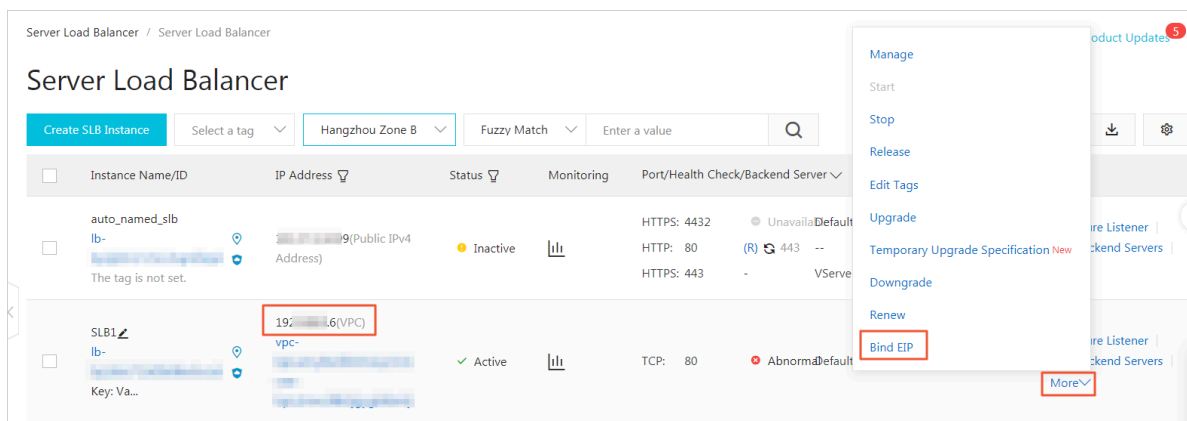 Server Load Balancer / Server Load Balancer
oduct Updates
5
Server Load Balancer
Create SLB Instance
Select a tag
Hangzhou Zone B
Fuzzy Match
Enter a value
Instance Name/ID
IP Address
Status
Monitoring
Port/Health Check/Backend Server
auto_named_slb
lb-
The tag is not set.
9(Public IPv4
Address)
Inactive
HTTPS: 4432
Default
HTTP: 80
(R) 443 --
HTTPS: 443 -
VServe
re Listener
ckend Servers
SLB1
lb-
Key: Va...
192 .6(VPC)
vpc-
Active
TCP: 80
Default
re Listener
ckend Servers
More
Manage
Start
Stop
Release
Edit Tags
Upgrade
Temporary Upgrade Specification New
Downgrade
Renew
Bind EIP